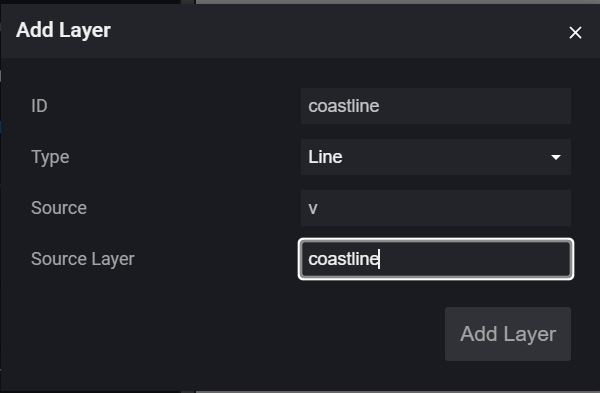 Add Layer
ID
coastline
Type
Line
Source
v
Source Layer
coastline
Add Layer